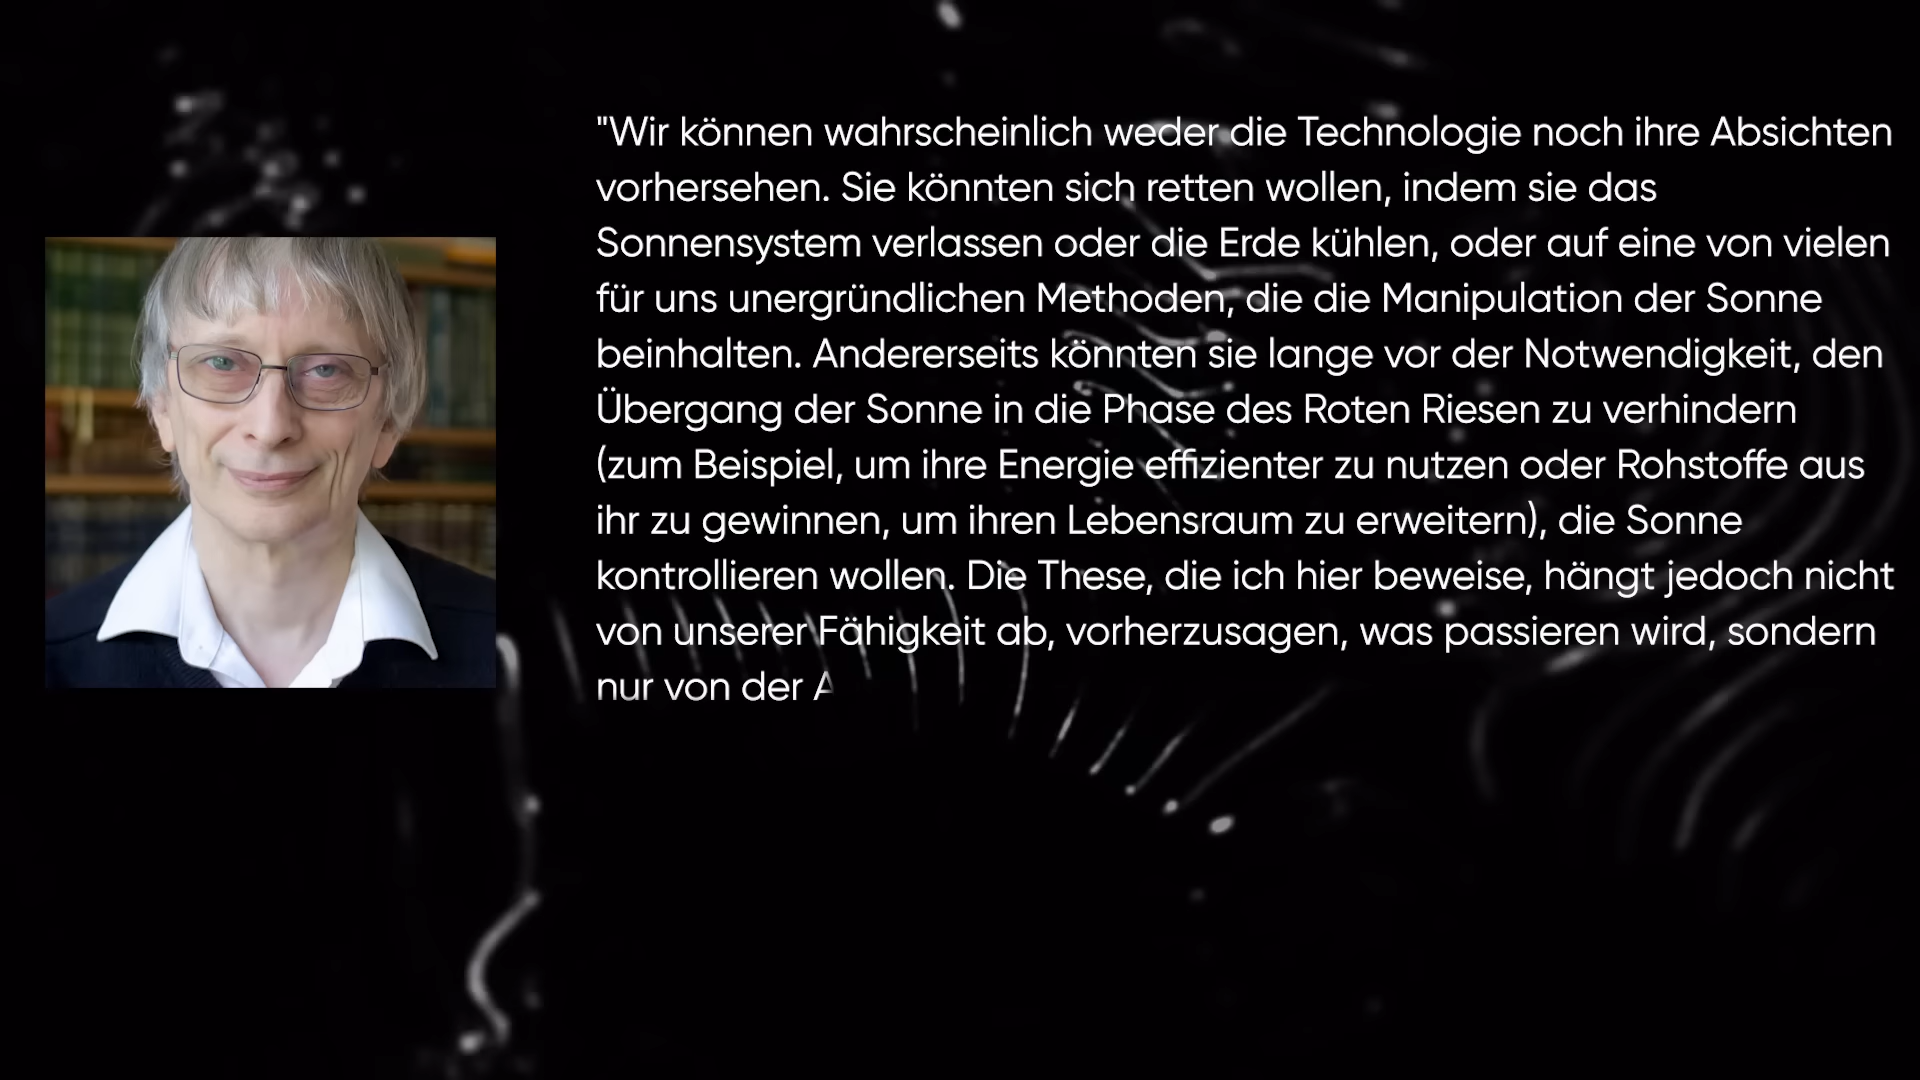 "Wir können wahrscheinlich weder die Technologie noch ihre Absichten
vorhersehen. Sie könnten sich retten wollen, indem sie das
Sonnensystem verlassen oder die Erde kühlen, oder auf eine von vielen
für uns unergründlichen Methoden, die die Manipulation der Sonne
beinhalten. Andererseits könnten sie lange vor der Notwendigkeit, den
Übergang der Sonne in die Phase des Roten Riesen zu verhindern
(zum Beispiel, um ihre Energie effizienter zu nutzen oder Rohstoffe aus
ihr zu gewinnen, um ihren Lebensraum zu erweitern), die Sonne
kontrollieren wollen. Die These, die ich hier beweise, hängt jedoch nicht
von unserer Fähigkeit ab, vorherzusagen, was passieren wird, sondern
nur von der A